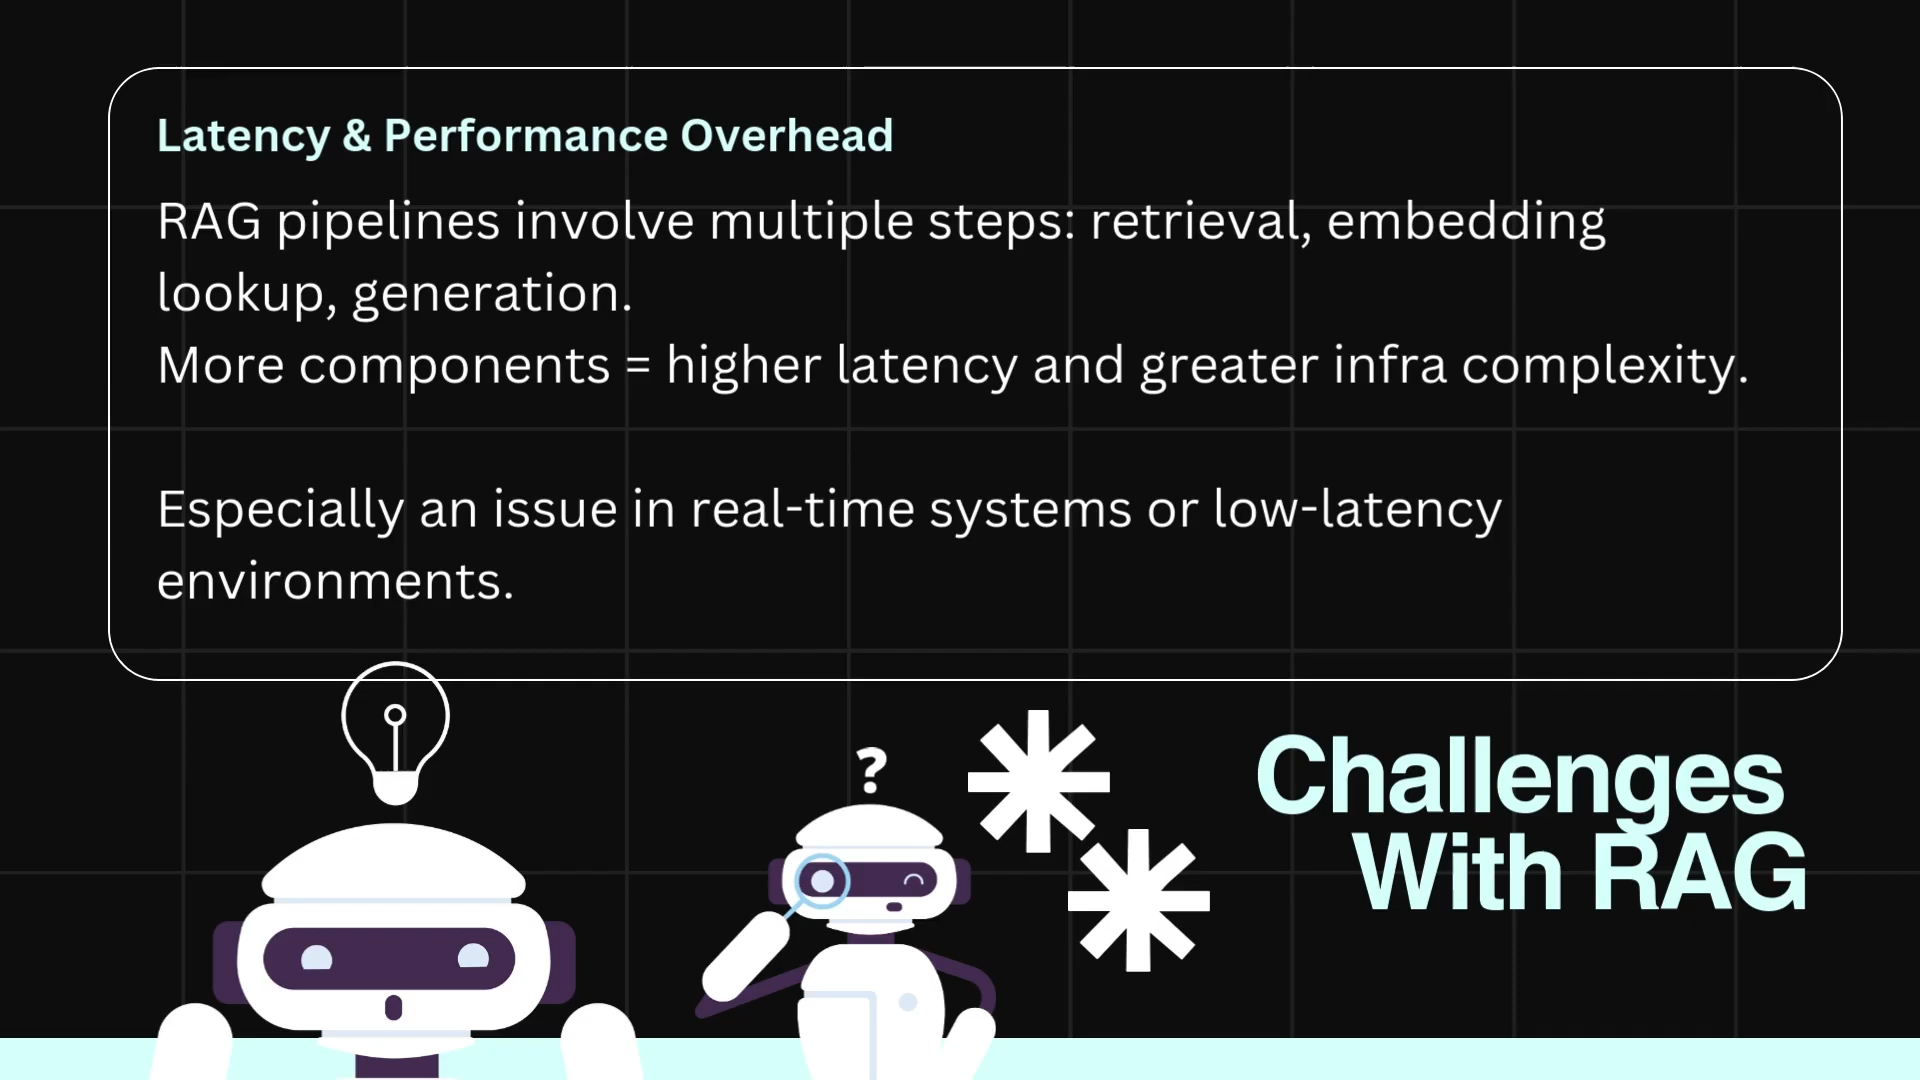 Latency & Performance Overhead
RAG pipelines involve multiple steps: retrieval, embedding
lookup, generation.
More components = higher latency and greater infra complexity.
Especially an issue in real-time systems or low-latency
environments.
?
Challenges
With RAG